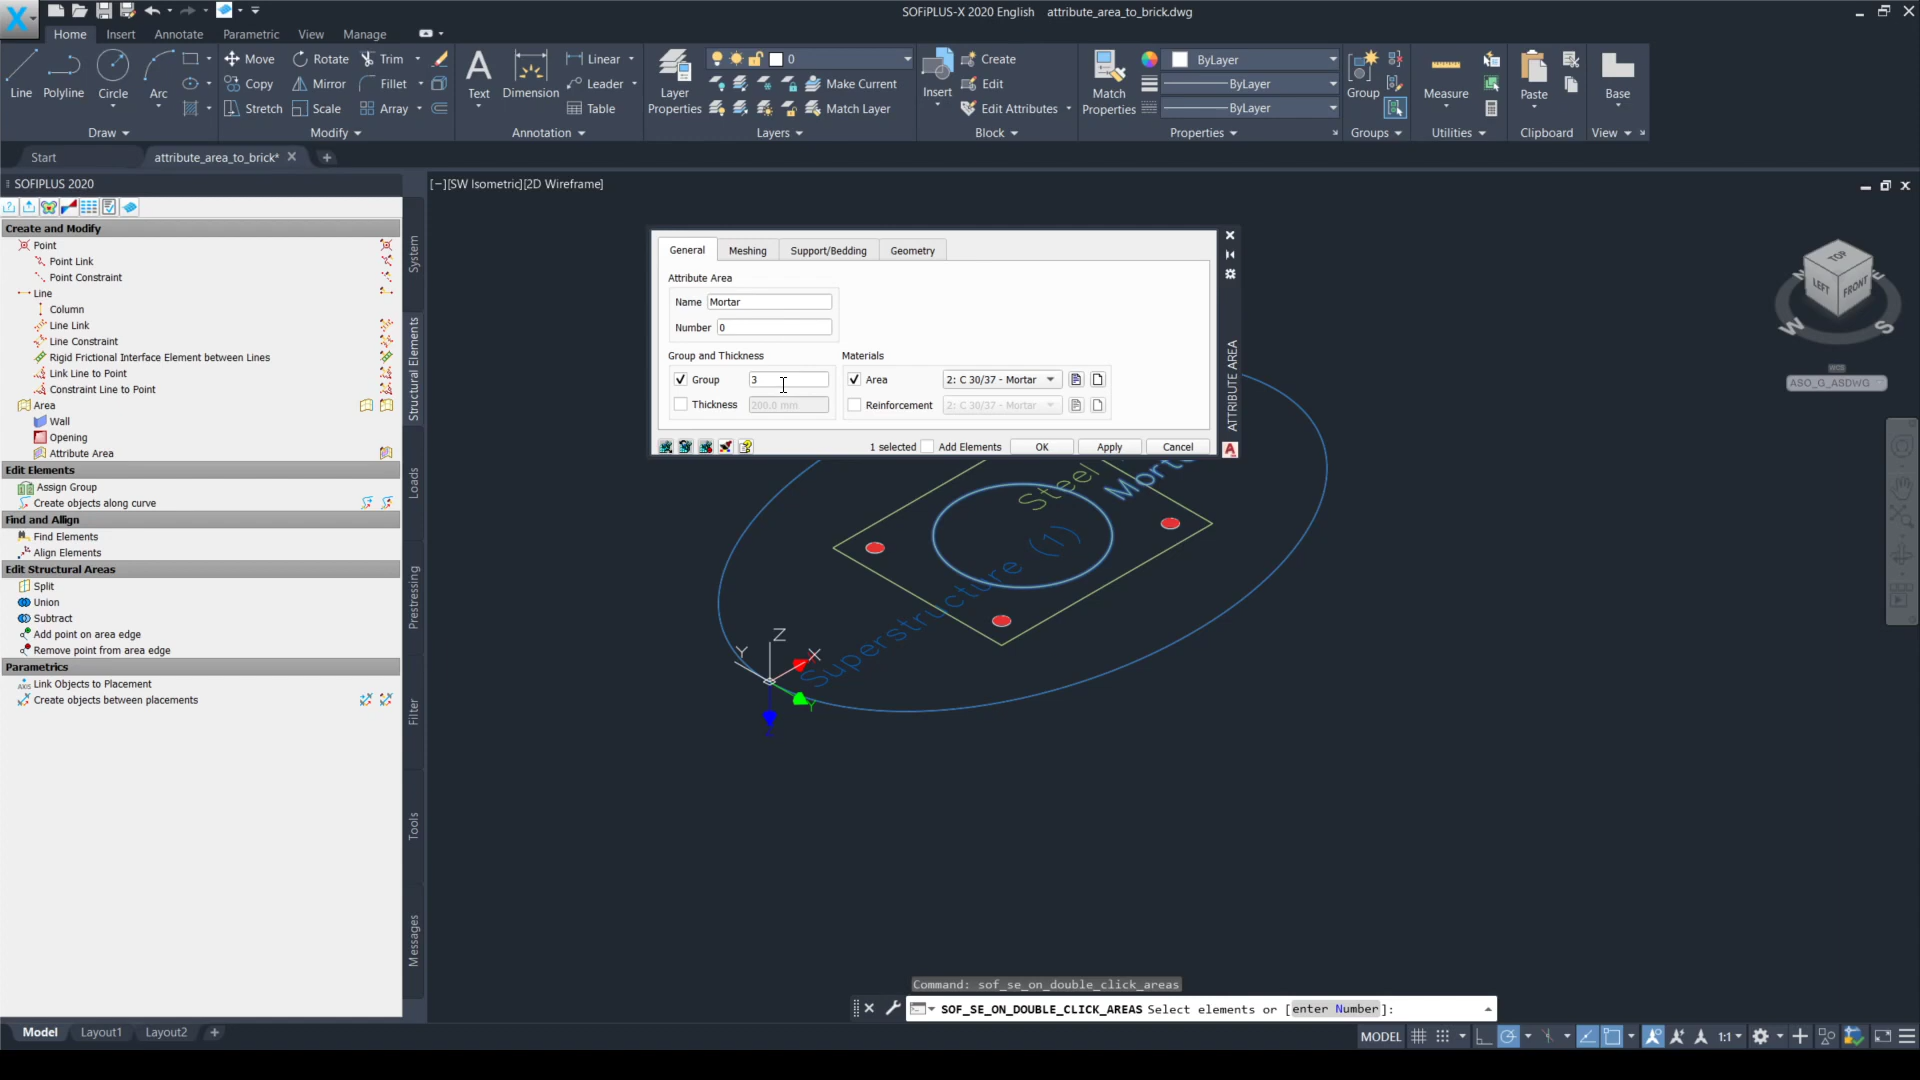 SOFiPLUS-X 2020 English attribute_area_to_brick.dwg
Home Insert Annotate Parametric View Manage
Line Polyline Circle Arc
Move Rotate Trim
Copy Mirror Fillet
Stretch Scale Array
Text Dimension
Linear
Leader
Table
Layer Properties
0
Make Current
Match Layer
Insert
Create
Edit
Edit Attributes
Match Properties
ByLayer
ByLayer
ByLayer
Group
Measure
Paste
Base
Draw Modify Annotation Layers Block Properties Groups Utilities Clipboard View
Start attribute_area_to_brick*
SOFIPLUS 2020
Create and Modify
Point
Point Link
Point Constraint
Line
Column
Line Link
Line Constraint
Rigid Frictional Interface Element between Lines
Link Line to Point
Constraint Line to Point
Area
Wall
Opening
Attribute Area
Edit Elements
Assign Group
Create objects along curve
Find and Allign
Find Elements
Align Elements
Edit Structural Areas
Split
Union
Subtract
Add point on area edge
Remove point from area edge
Parametrics
AXIS Link Objects to Placement
Create objects between placements
System
Structural Elements
Loads
Prestressing
Filter
Tools
Messages
[−][SW Isometric][2D Wireframe]
General Meshing Support/Bedding Geometry
Attribute Area
Name Mortar
Number 0
Group and Thickness Materials
Group 3 Area 2: C 30/37 - Mortar
Thickness 200.0 mm Reinforcement 2: C 30/37 - Mortar
1 selected Add Elements OK Apply Cancel
ATTRIBUTE AREA
Steel
Superstructure (1)
Z
Y
X
Y
TOP
LEFT FRONT
N
W S
WCS
ASO_G_ASDWG
Command: sof_se_on_double_click_areas
SOF_SE_ON_DOUBLE_CLICK_AREAS Select elements or [enter Number]:
Model Layout1 Layout2
MODEL 1:1